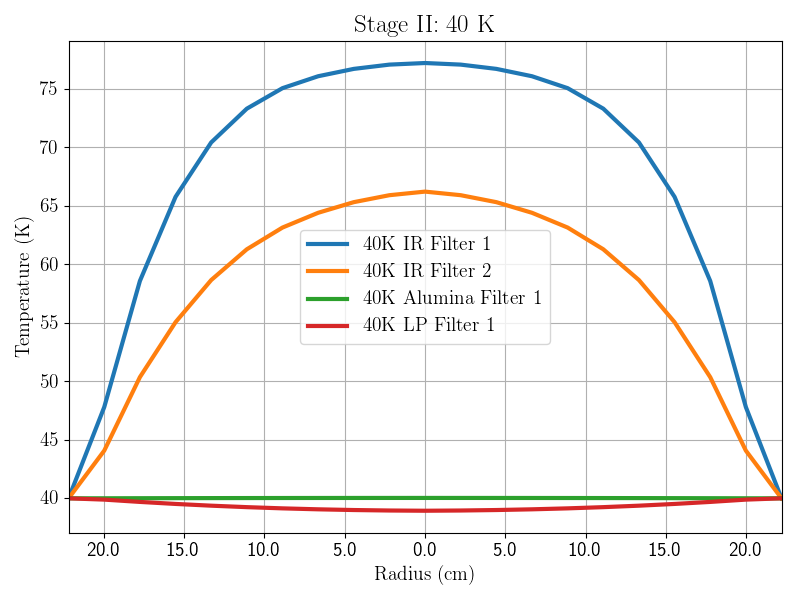 Stage II: 40 K
Temperature (K)
75
70
65
60
55
50
45
40
40K IR Filter 1
40K IR Filter 2
40K Alumina Filter 1
40K LP Filter 1
20.0 15.0 10.0 5.0 0.0 5.0 10.0 15.0 20.0
Radius (cm)